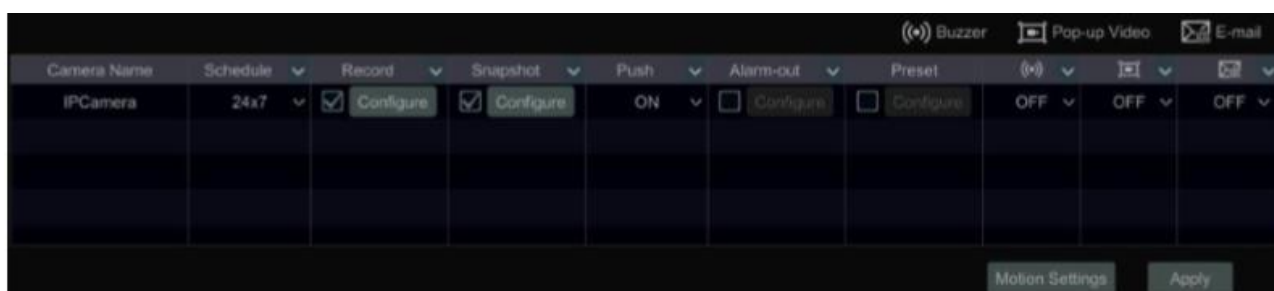 Buzzer Pop-up Video E-mail
Camera Name Schedule Record Snapshot Push Alarm-out Preset
IPCamera 24x7 Configure Configure ON Configure Configure OFF OFF OFF
Motion Settings Apply